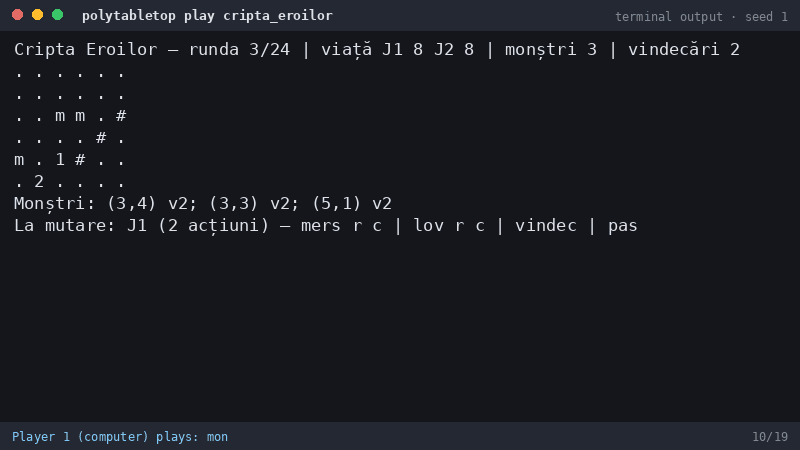 polytabletop play cripta_eroilor
terminal output · seed 1
Cripta Eroilor — runda 3/24 | viață J1 8 J2 8 | monștri 3 | vindecări 2
. . . . . .
. . . . . .
. . m m . #
. . . . # .
m . 1 # . .
. 2 . . . .
Monștri: (3,4) v2; (3,3) v2; (5,1) v2
La mutare: J1 (2 acțiuni) — mers r c | lov r c | vindec | pas
Player 1 (computer) plays: mon
10/19